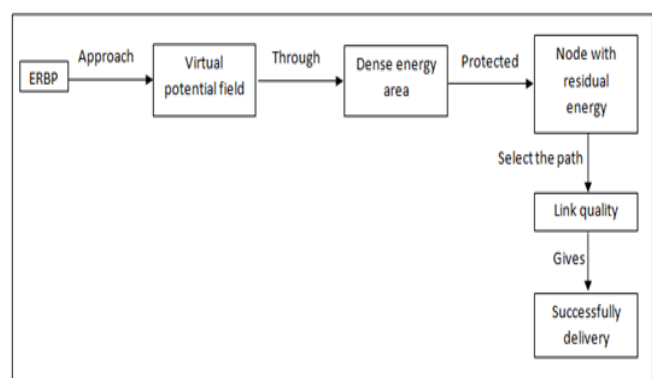 ERBP
Approach
Virtual
potential field
Through
Dense energy
area
Protected
Node with
residual
energy
Select the path
Link quality
Gives
Successfully
delivery